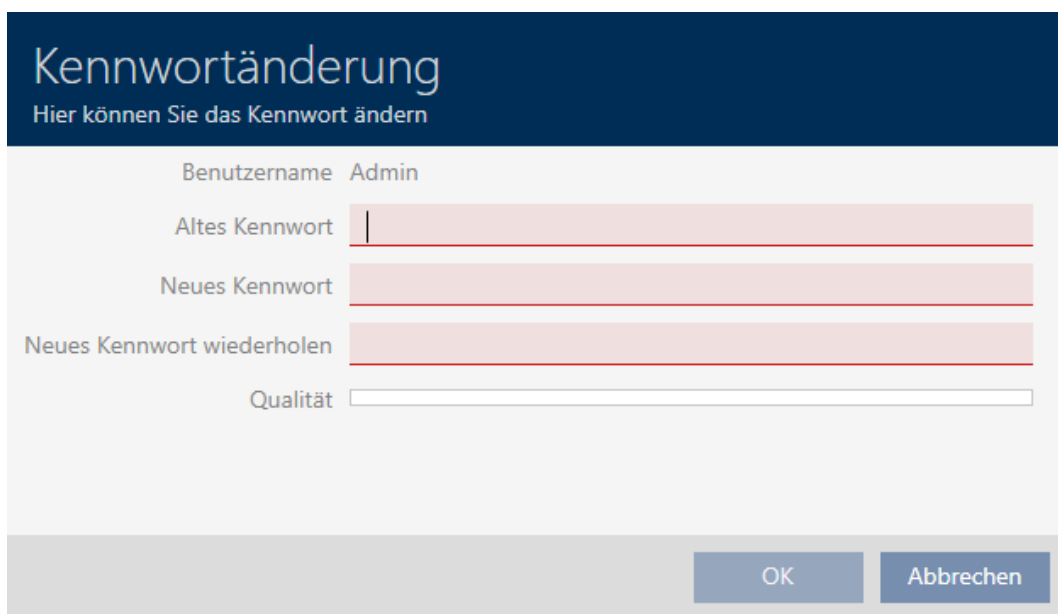 Kennwortänderung
Hier können Sie das Kennwort ändern
Benutzername Admin
Altes Kennwort
Neues Kennwort
Neues Kennwort wiederholen
Qualität
OK Abbrechen